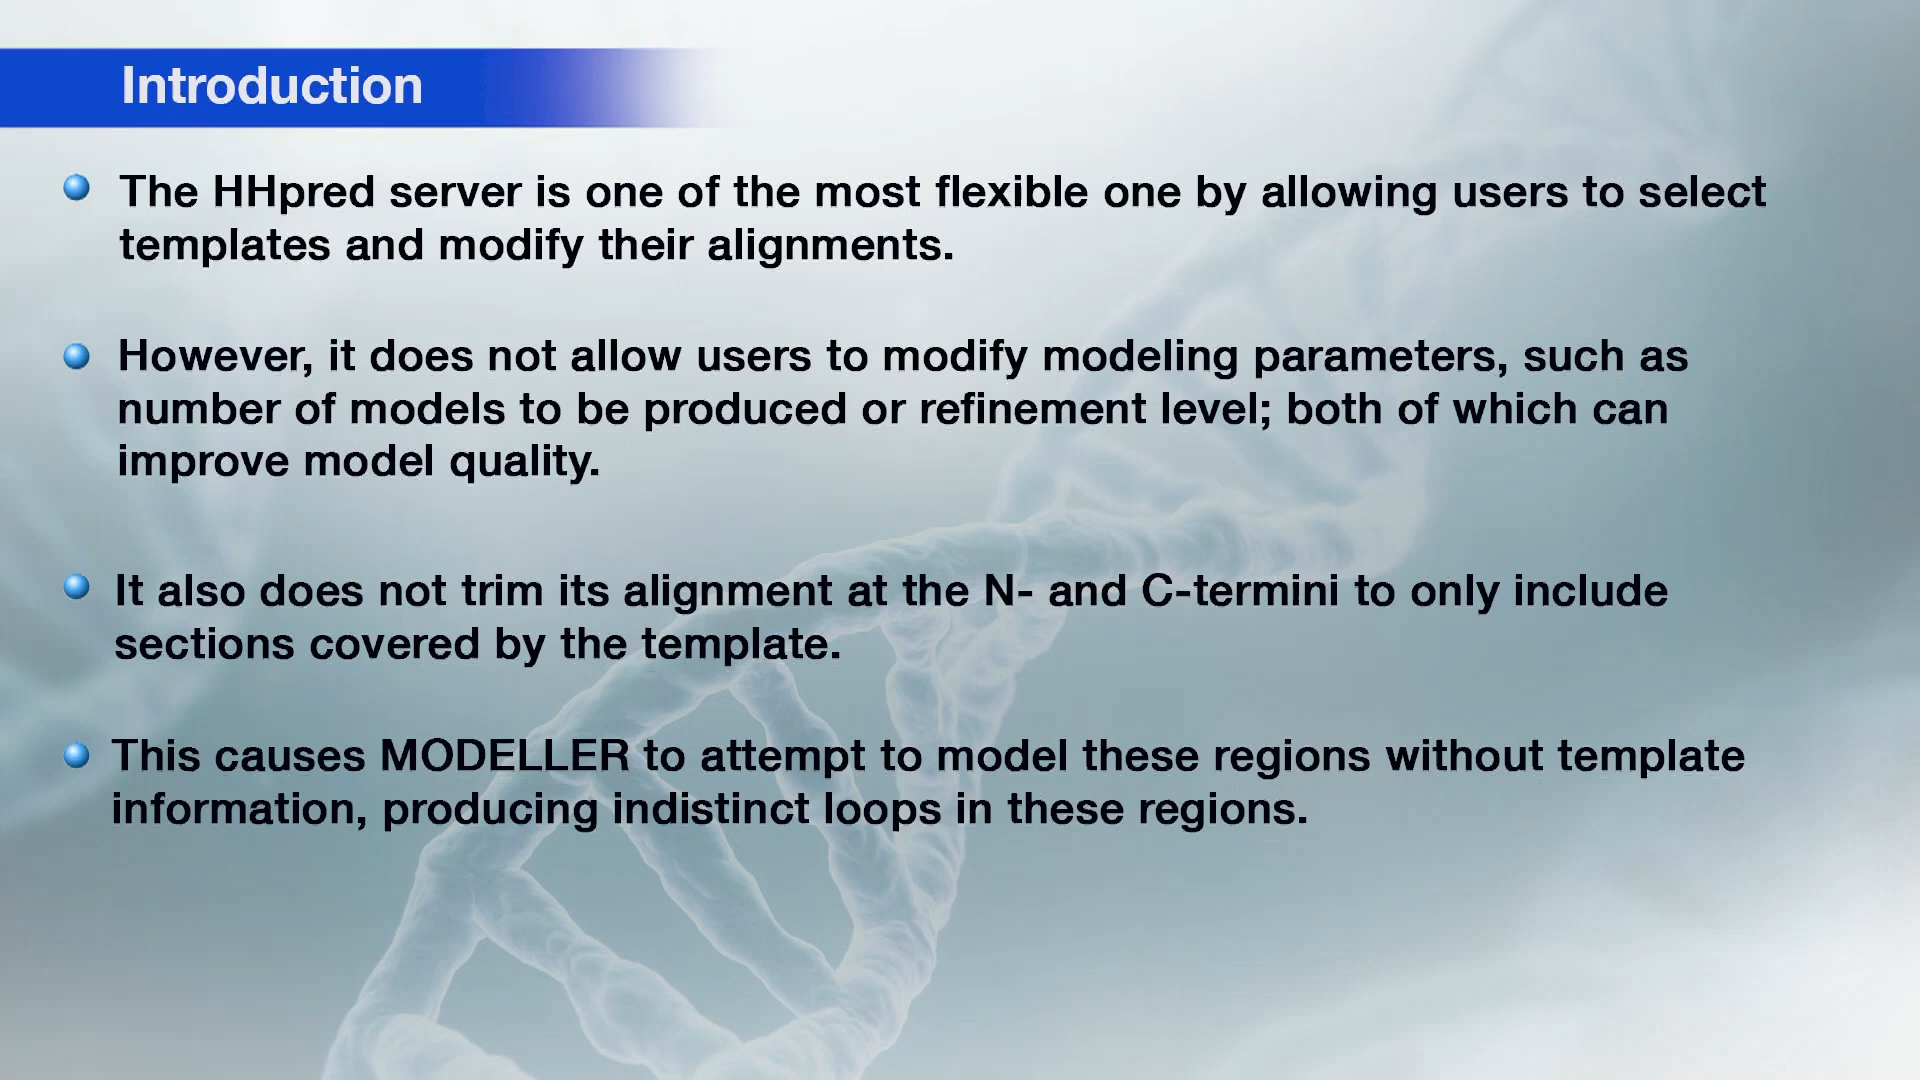 Introduction
The HHpred server is one of the most flexible one by allowing users to select
templates and modify their alignments.
However, it does not allow users to modify modeling parameters, such as
number of models to be produced or refinement level; both of which can
improve model quality.
It also does not trim its alignment at the N- and C-termini to only include
sections covered by the template.
This causes MODELLER to attempt to model these regions without template
information, producing indistinct loops in these regions.